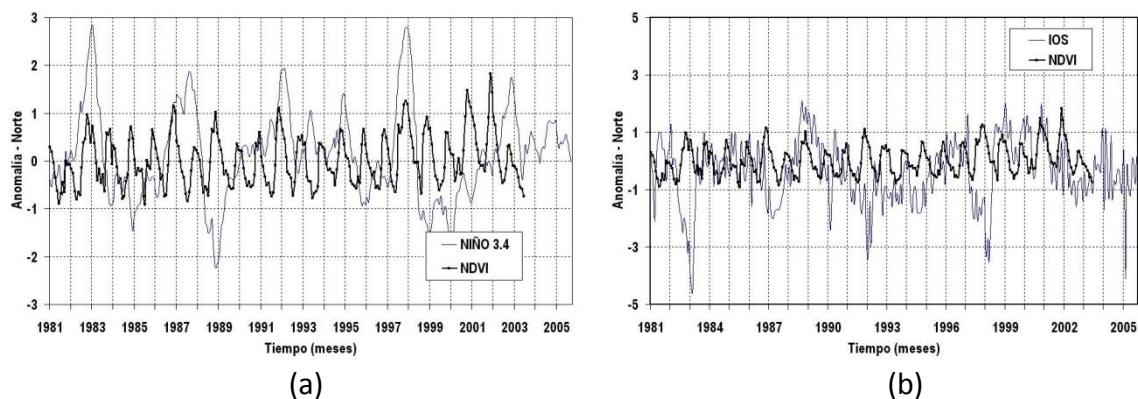 (a)
3
2
1
0
-1
-2
-3
Anomalía - Norte
NIÑO 3.4
NDVI
1981 1983 1985 1987 1989 1991 1993 1995 1997 1999 2001 2003 2005
Tiempo (meses)
(a)
(b)
5
3
1
-1
-3
-5
Anomalía - Norte
IOS
NDVI
1981 1984 1987 1990 1993 1996 1999 2002 2005
Tiempo (meses)
(b)